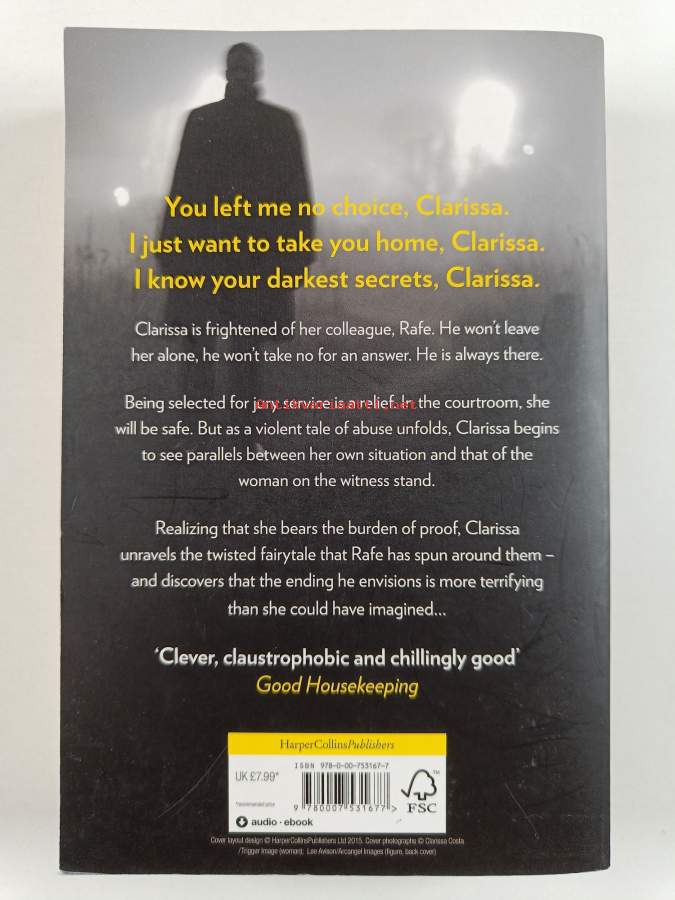 You left me no choice, Clarissa.
I just want to take you home, Clarissa.
I know your darkest secrets, Clarissa.
Clarissa is frightened of her colleague, Rafe. He won't leave
her alone, he won't take no for an answer. He is always there.
Being selected for jury service is a relief. In the courtroom, she
will be safe. But as a violent tale of abuse unfolds, Clarissa begins
to see parallels between her own situation and that of the
woman on the witness stand.
Realizing that she bears the burden of proof, Clarissa
unravels the twisted fairytale that Rafe has spun around them –
and discovers that the ending he envisions is more terrifying
than she could have imagined...
'Clever, claustrophobic and chillingly good'
Good Housekeeping
HarperCollinsPublishers
ISBN 978-0-00-753167-7
UK £7.99*
*recommended price
9 780007 531677 >
FSC
TM
audio · ebook
Cover layout design © HarperCollinsPublishers Ltd 2015. Cover photographs © Clarissa Costa
/Trigger Image (woman); Lee Avison/Arcangel Images (figure, back cover)